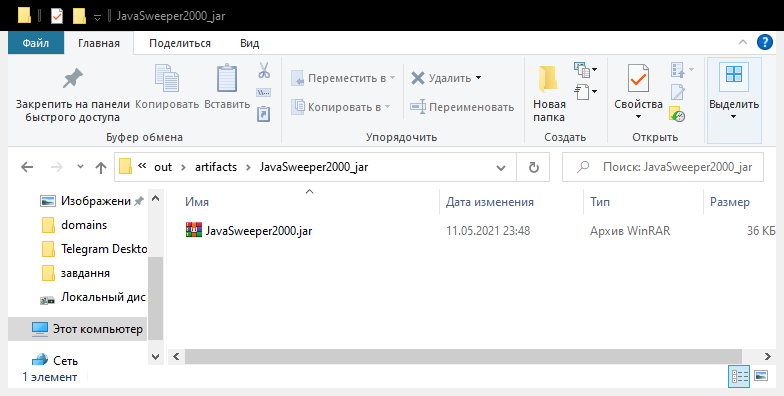 JavaSweeper2000_jar
Файл Главная Поделиться Вид
Закрепить на панели быстрого доступа
Копировать
Вставить
Буфер обмена
Переместить в
Копировать в
Удалить
Переименовать
Упорядочить
Новая папка
Создать
Свойства
Открыть
Выделить
« out > artifacts > JavaSweeper2000_jar
Поиск: JavaSweeper2000_jar
Изображени
domains
Telegram Deskto
завдання
Локальный дис
Этот компьютер
Сеть
Имя Дата изменения Тип Размер
JavaSweeper2000.jar 11.05.2021 23:48 Архив WinRAR 36 КБ
1 элемент